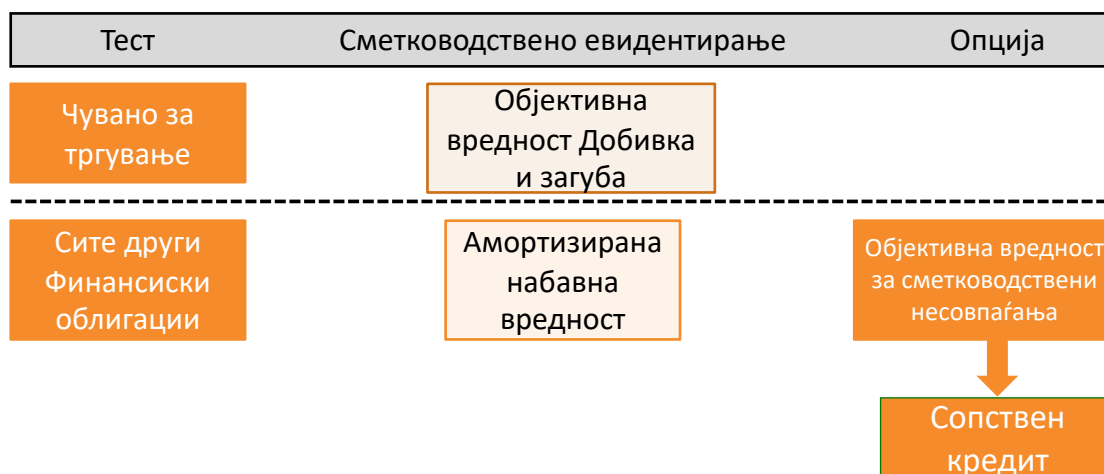 Тест Сметководствено евидентирање Опција
Чувано за
тргување
Објективна
вредност Добивка
и загуба
Сите други
Финансиски
облигации
Амортизирана
набавна
вредност
Објективна вредност
за сметководствени
несовпаѓања
Сопствен
кредит